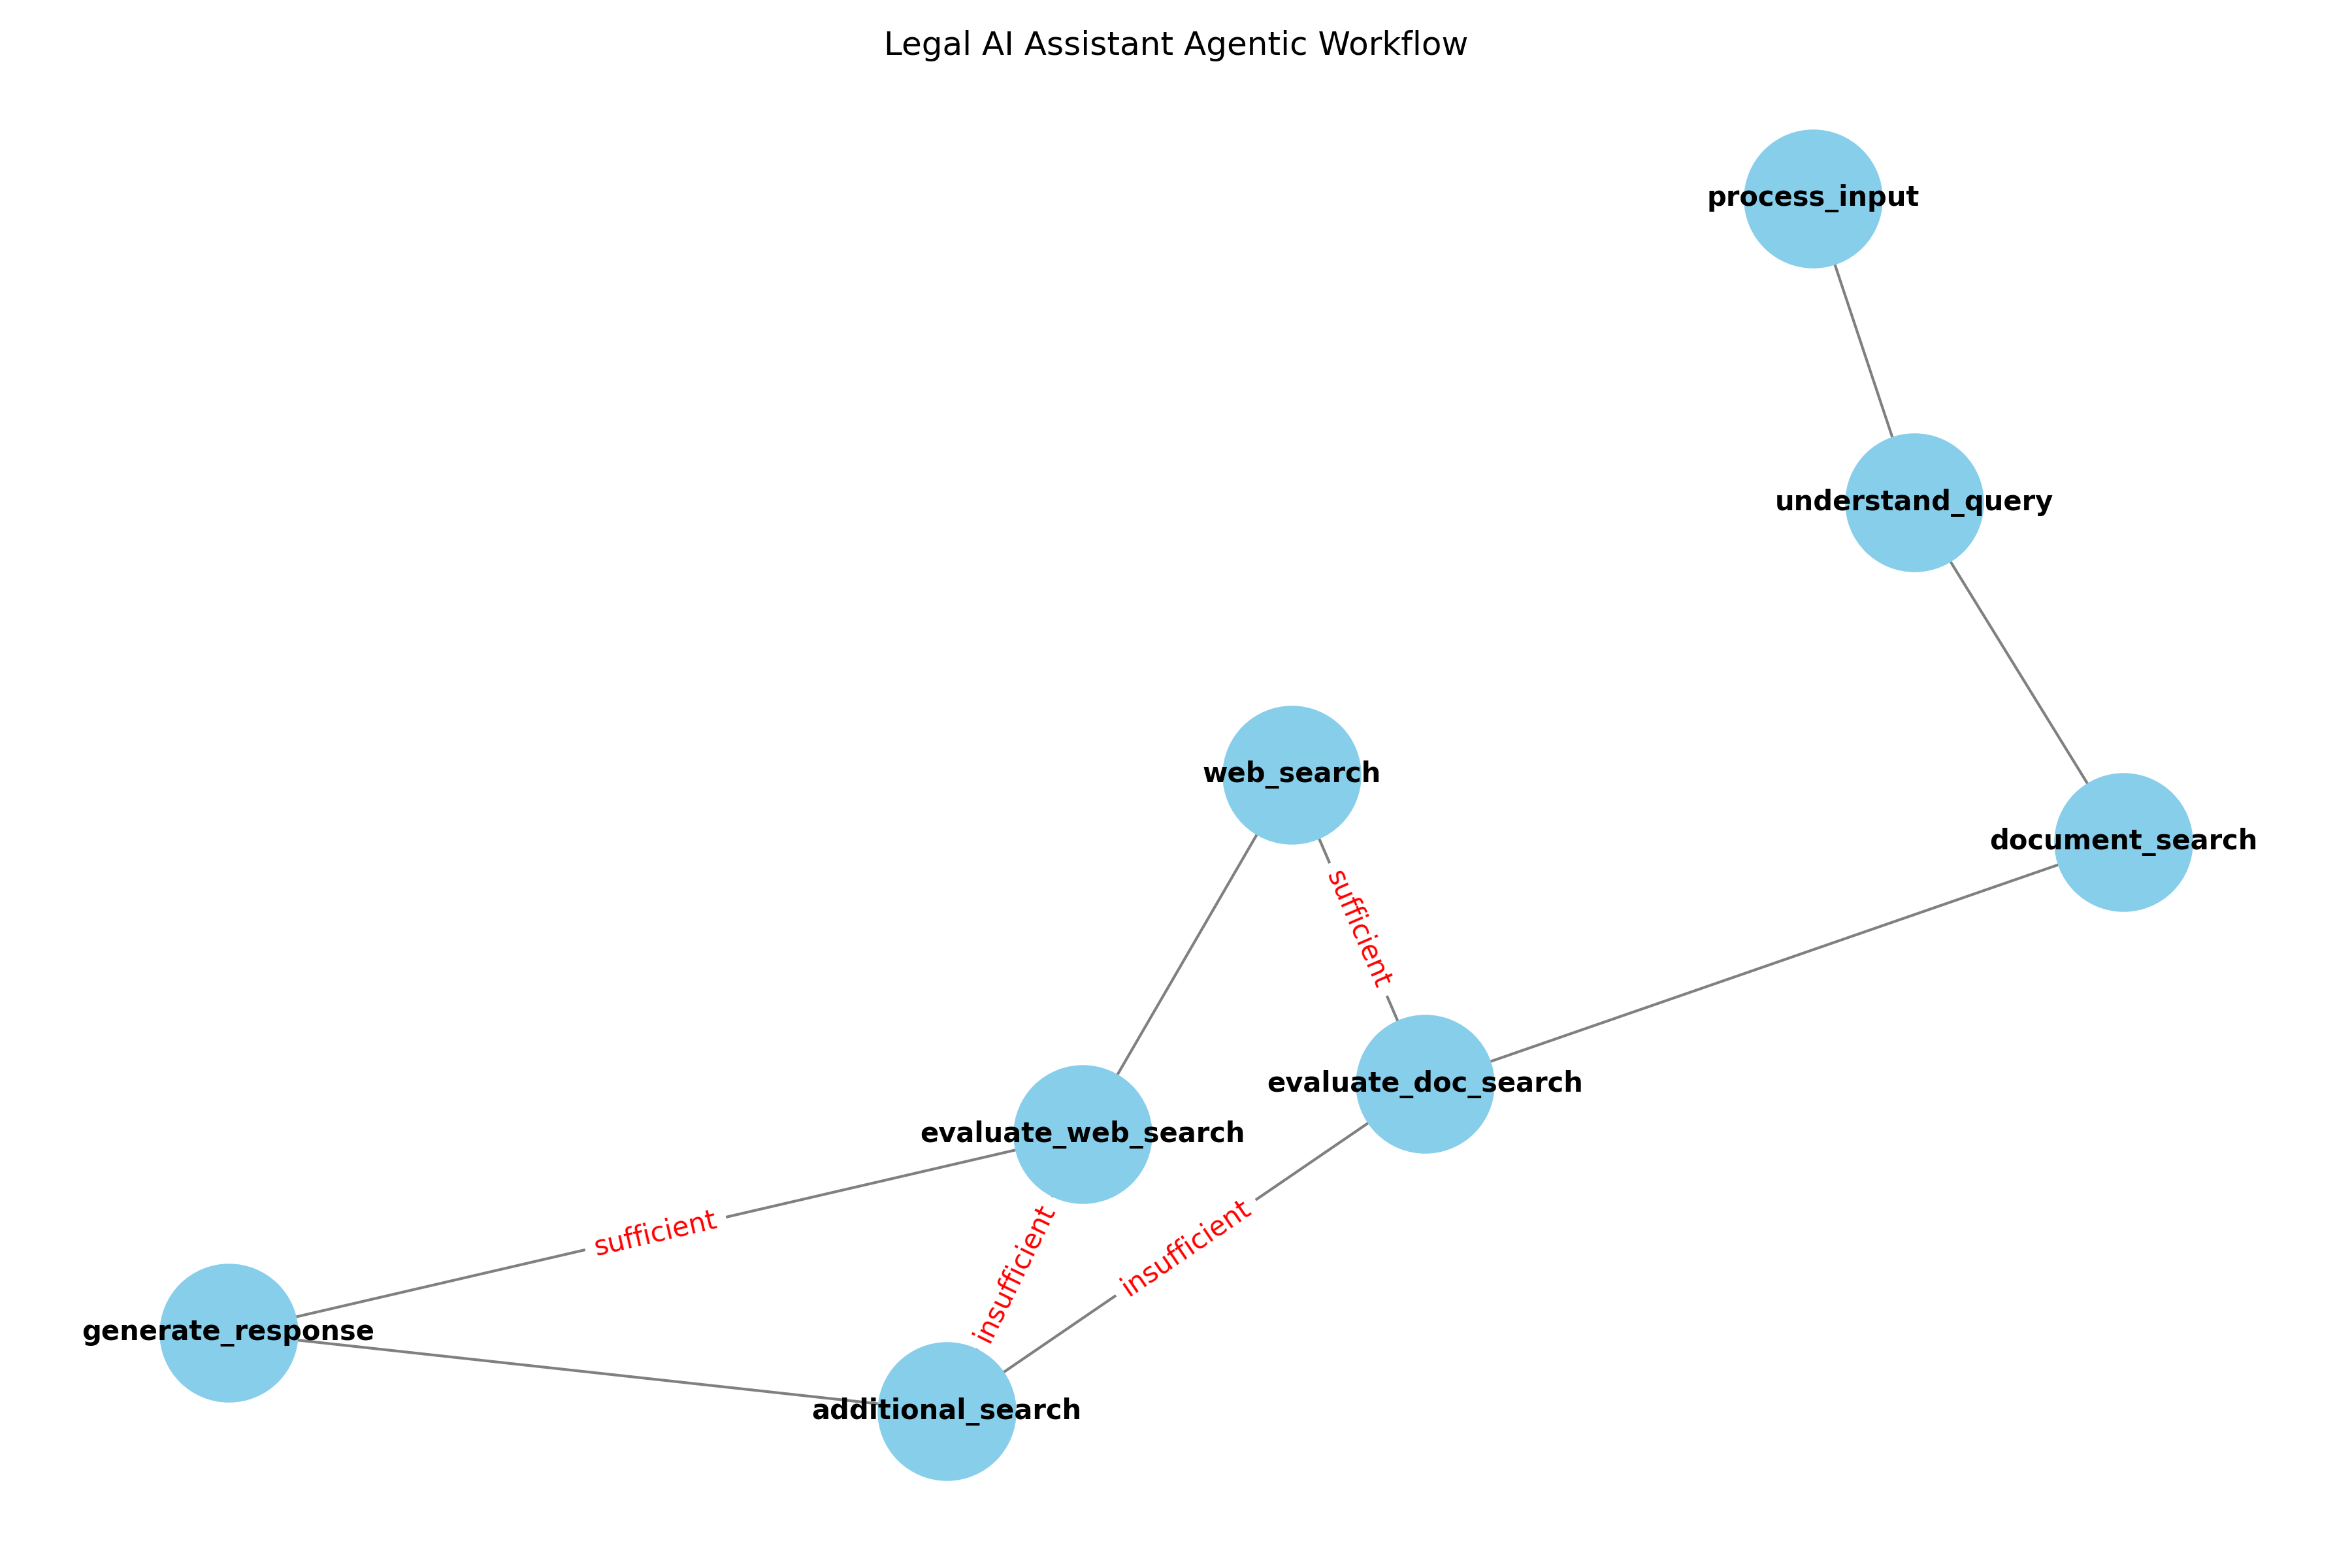 Legal AI Assistant Agentic Workflow
process_input
understand_query
web_search
document_search
sufficient
evaluate_doc_search
evaluate_web_search
sufficient
insufficient
insufficient
generate_response
additional_search